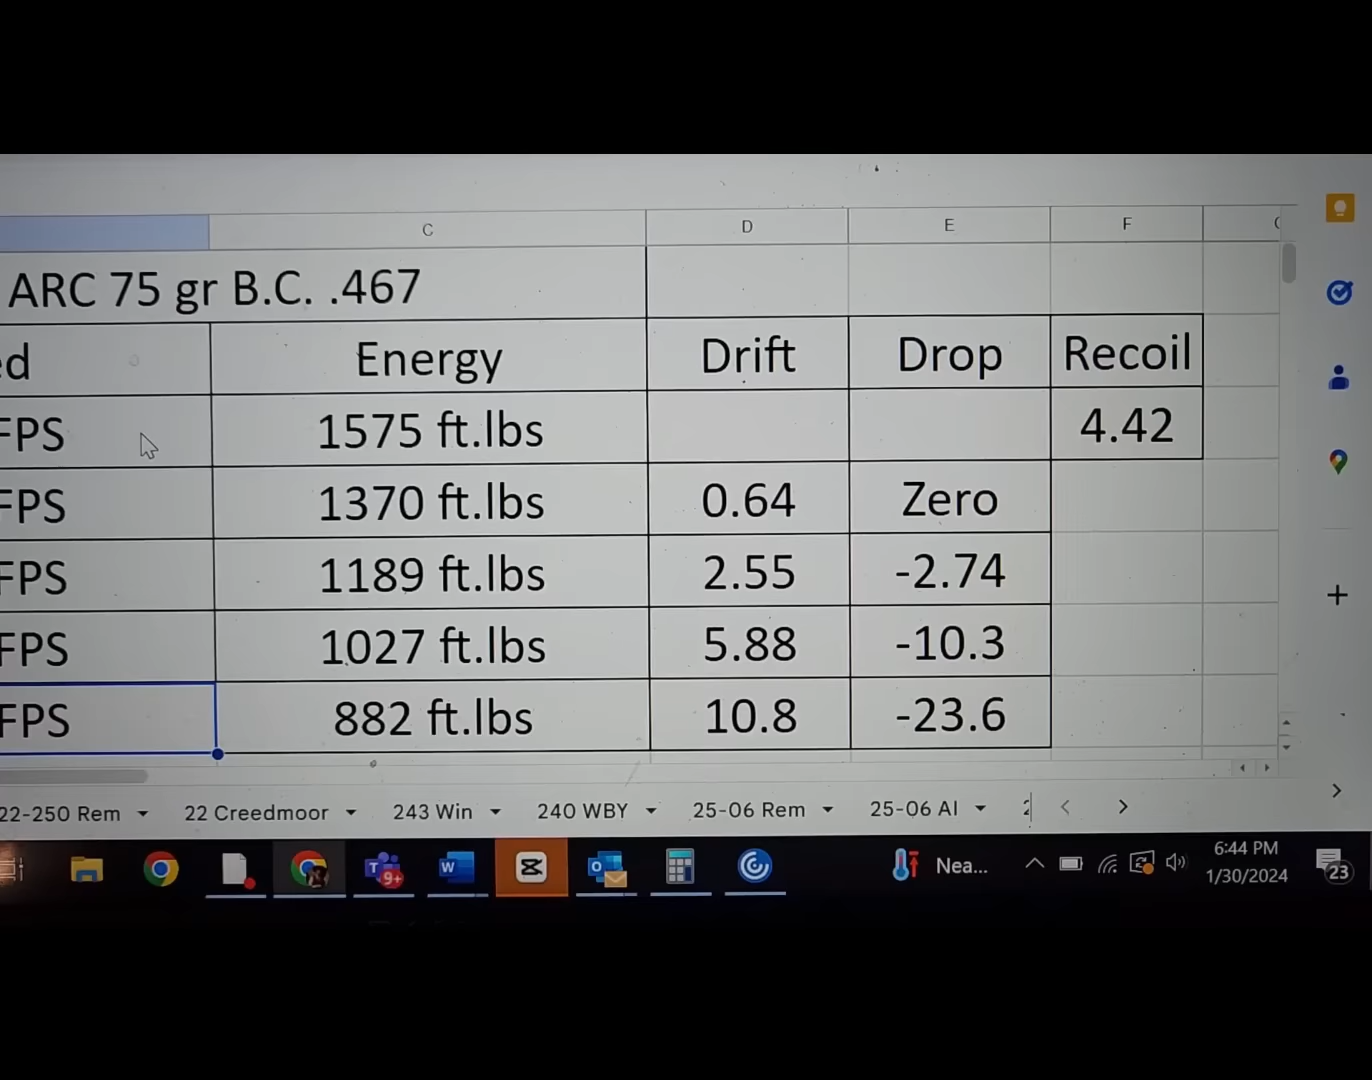 C D E F
ARC 75 gr B.C. .467
ed Energy Drift Drop Recoil
FPS 1575 ft.lbs 4.42
FPS 1370 ft.lbs 0.64 Zero
FPS 1189 ft.lbs 2.55 -2.74
FPS 1027 ft.lbs 5.88 -10.3
FPS 882 ft.lbs 10.8 -23.6
22-250 Rem 22 Creedmoor 243 Win 240 WBY 25-06 Rem 25-06 AI
T 9+ W O Nea... 6:44 PM
1/30/2024 23